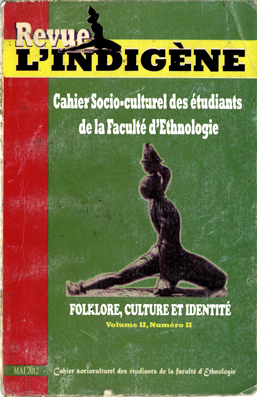 Revue
L'INDIGÈNE
Cahier Socio-culturel des étudiants
de la Faculté d'Ethnologie
FOLKLORE, CULTURE ET IDENTITÉ
Volume II, Numéro II
MAI 2012
Cahier socioculturel des étudiants de la faculté d'Ethnologie